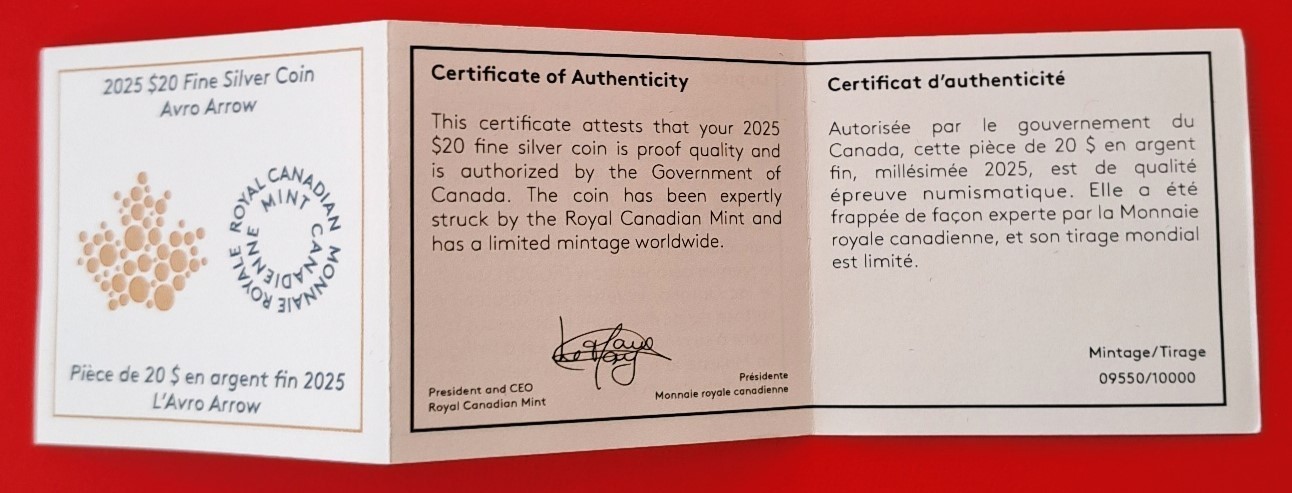 2025 $20 Fine Silver Coin
Avro Arrow
ROYAL CANADIAN MINT
MONNAIE ROYALE CANADIENNE
Pièce de 20 $ en argent fin 2025
L'Avro Arrow
Certificate of Authenticity
This certificate attests that your 2025
$20 fine silver coin is proof quality and
is authorized by the Government of
Canada. The coin has been expertly
struck by the Royal Canadian Mint and
has a limited mintage worldwide.
President and CEO
Royal Canadian Mint
Présidente
Monnaie royale canadienne
Certificat d'authenticité
Autorisée par le gouvernement du
Canada, cette pièce de 20 $ en argent
fin, millésimée 2025, est de qualité
épreuve numismatique. Elle a été
frappée de façon experte par la Monnaie
royale canadienne, et son tirage mondial
est limité.
Mintage/Tirage
09550/10000